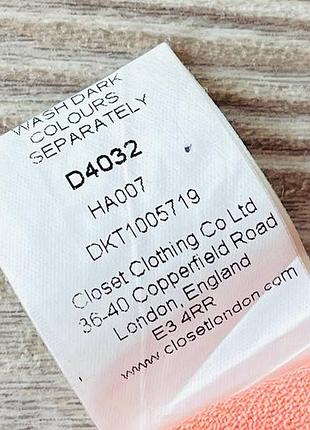 WASH DARK
COLOURS
SEPARATELY
D4032
HA007
DKT1005719
Closet Clothing Co Ltd
36-40 Copperfield Road
London, England
E3 4RR
www.closetlondon.com